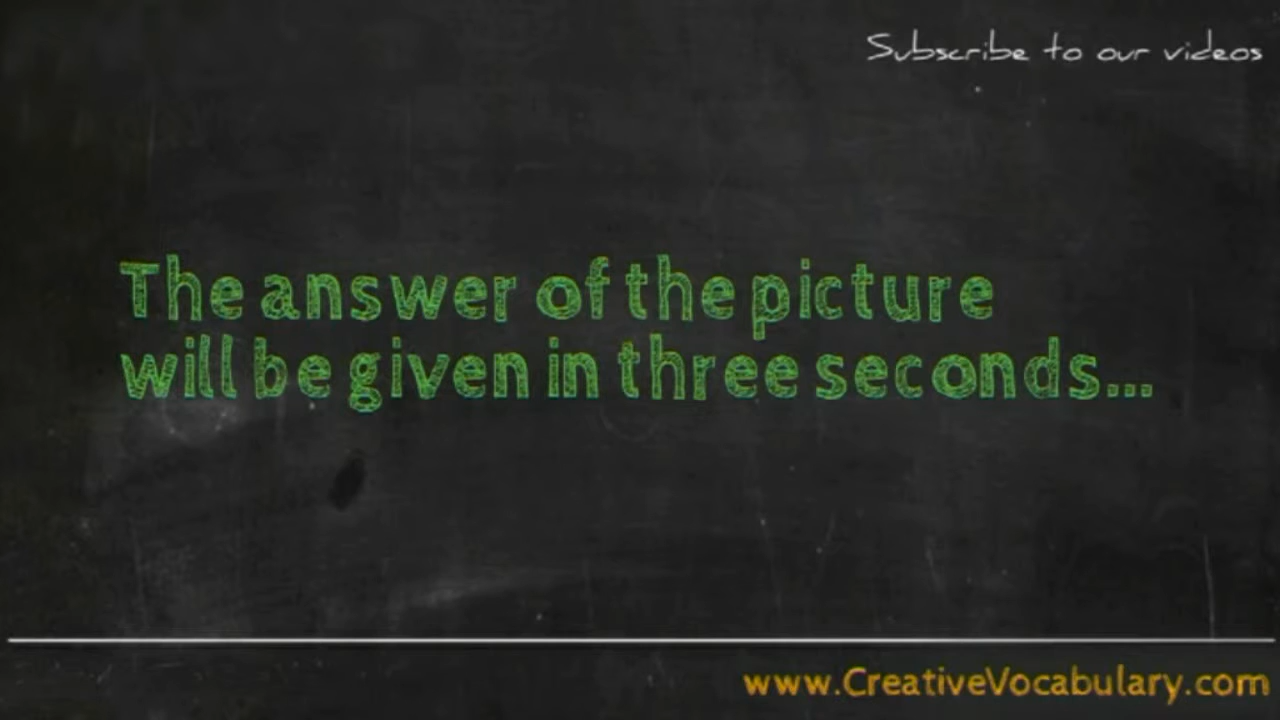 Subscribe to our videos
The answer of the picture
will be given in three seconds...
www.CreativeVocabulary.com